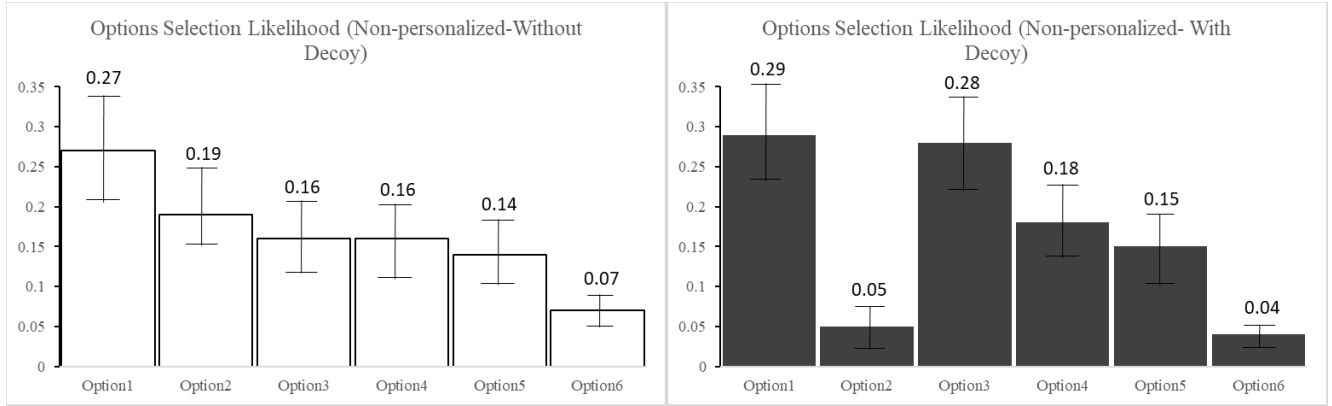 Options Selection Likelihood (Non-personalized-Without
Decoy)
0.35
0.3
0.25
0.2
0.15
0.1
0.05
0
0.27
0.19
0.16
0.16
0.14
0.07
Option1
Option2
Option3
Option4
Option5
Option6
Options Selection Likelihood (Non-personalized- With
Decoy)
0.35
0.3
0.25
0.2
0.15
0.1
0.05
0
0.29
0.05
0.28
0.18
0.15
0.04
Option1
Option2
Option3
Option4
Option5
Option6